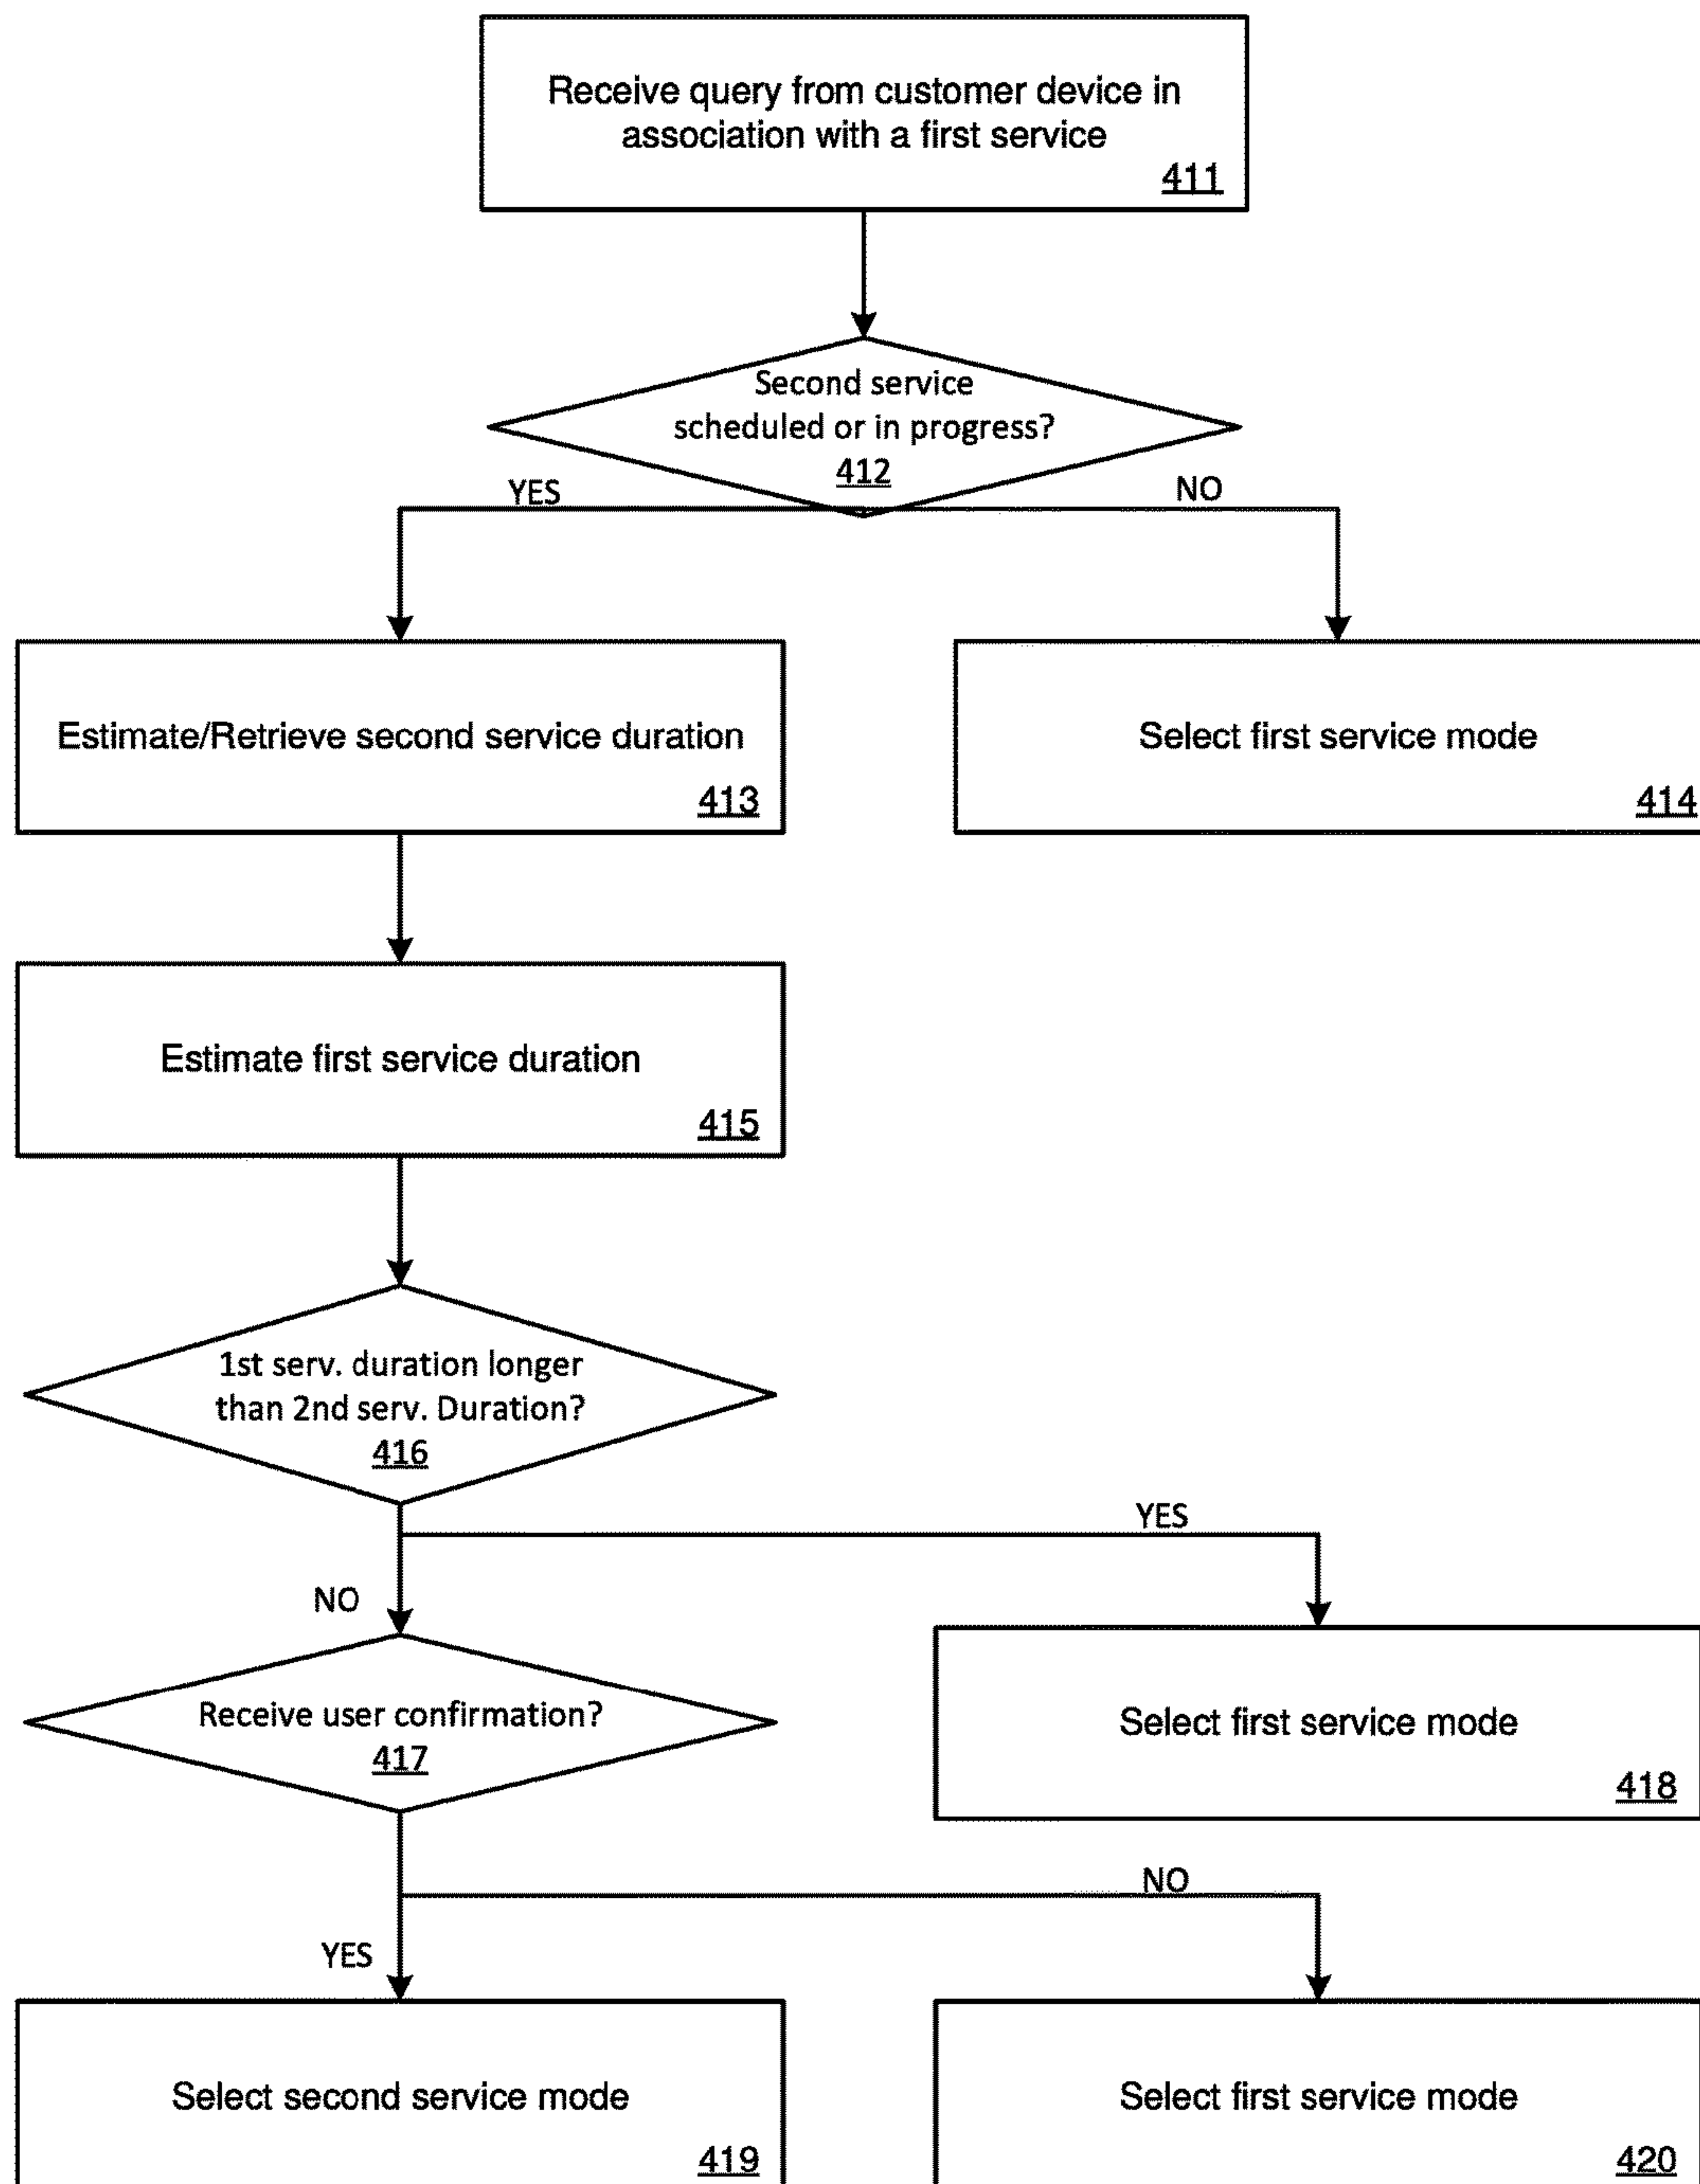 Receive query from customer device in
association with a first service
411
Second service
scheduled or in progress?
412
YES
NO
Estimate/Retrieve second service duration
413
Select first service mode
414
Estimate first service duration
415
1st serv. duration longer
than 2nd serv. Duration?
416
YES
NO
Receive user confirmation?
417
Select first service mode
418
NO
YES
Select second service mode
419
Select first service mode
420